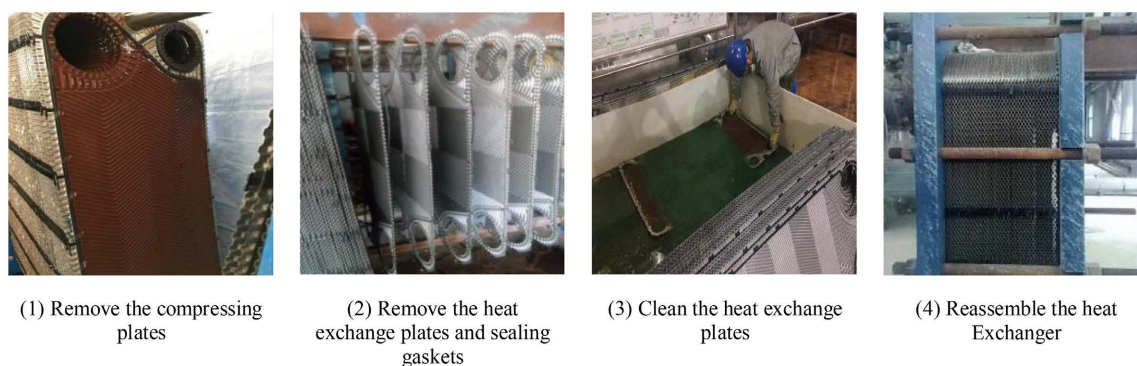 (1) Remove the compressing
plates
(2) Remove the heat
exchange plates and sealing
gaskets
(3) Clean the heat exchange
plates
(4) Reassemble the heat
Exchanger